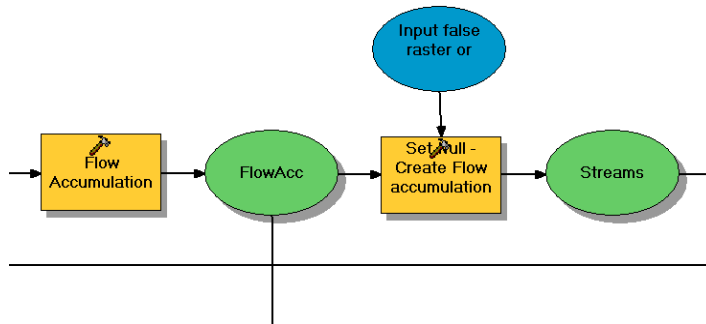 Input false
raster or
Flow
Accumulation
FlowAcc
Set Null -
Create Flow
accumulation
Streams